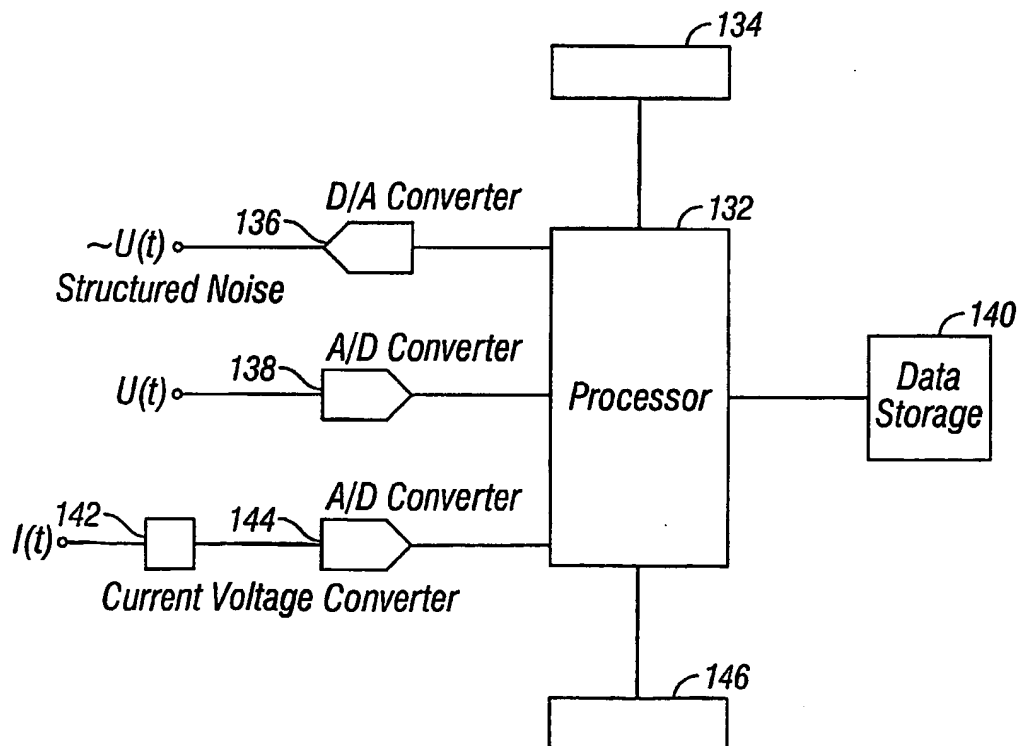 134
D/A Converter
136
132
~U(t)
Structured Noise
140
A/D Converter
138
U(t)
Processor
Data
Storage
A/D Converter
142
144
I(t)
Current Voltage Converter
146